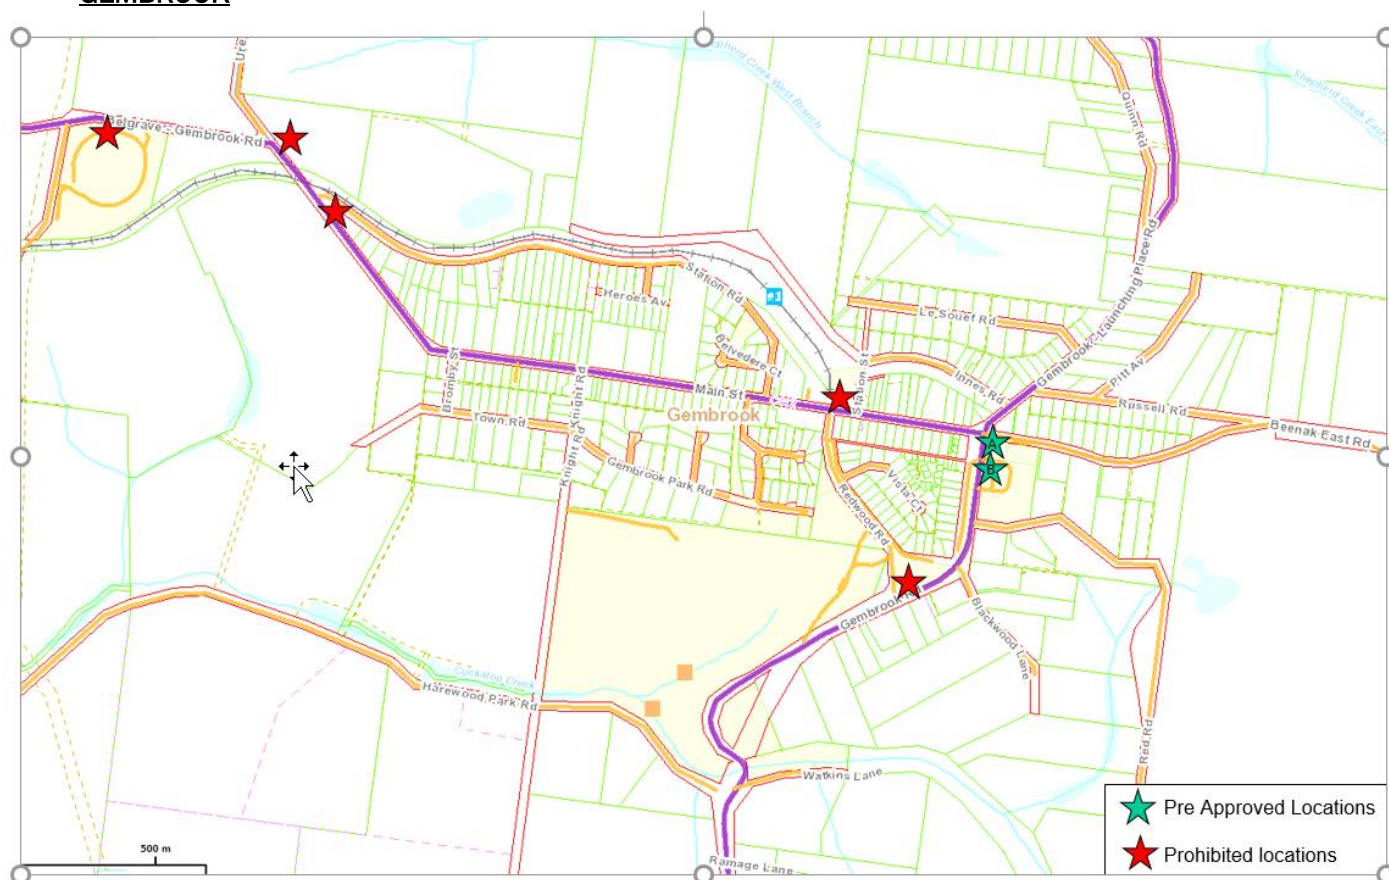 GEMBROOK
Ure
Shepherd Creek West Branch
Shepherd Creek East
Quinn Rd
Belgrave - Gembrook Rd
Gembrook - Launching Place Rd
Station Rd
Heroes Av
Le Souef Rd
Belvedere Ct
Station St
Innes Rd
Pitt Av
Bromby St
Knight Rd
Main St
Russell Rd
Gembrook
Beenak East Rd
Town Rd
A
B
Knight Rd
Gembrook Park Rd
Vista Ct
Redwood Rd
Gembrook Rd
Blackwood Lane
Cockatoo Creek
Harewood Park Rd
Red Rd
Watkins Lane
Pre Approved Locations
500 m
Prohibited locations
Ramage Lane